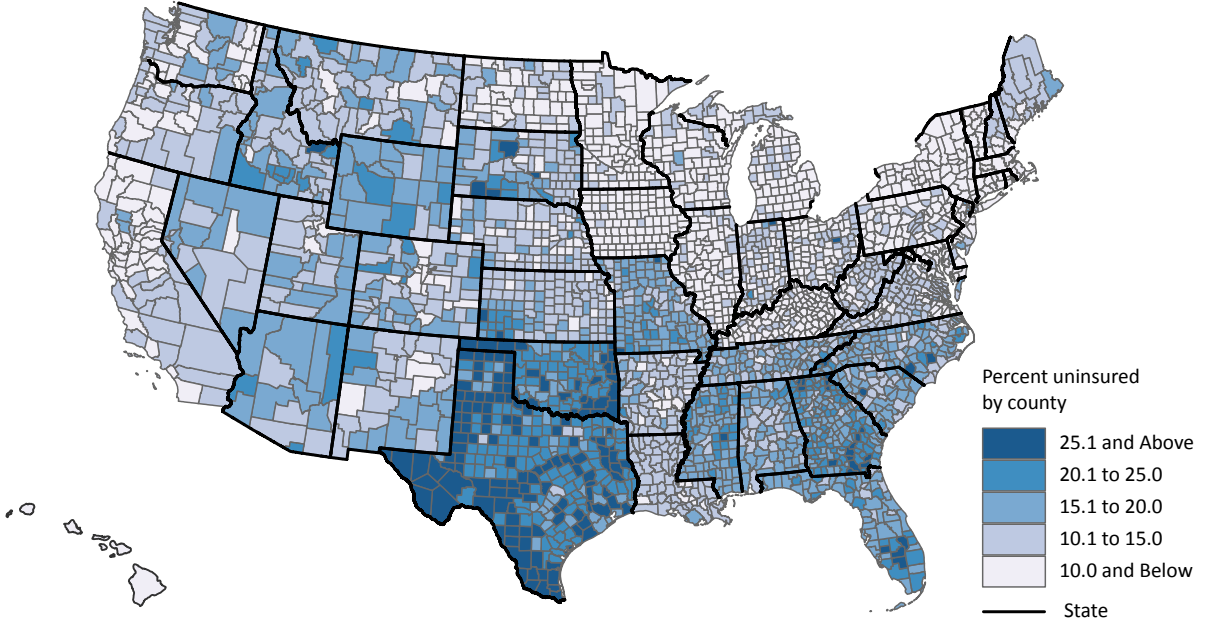 Percent uninsured
by county
25.1 and Above
20.1 to 25.0
15.1 to 20.0
10.1 to 15.0
10.0 and Below
State